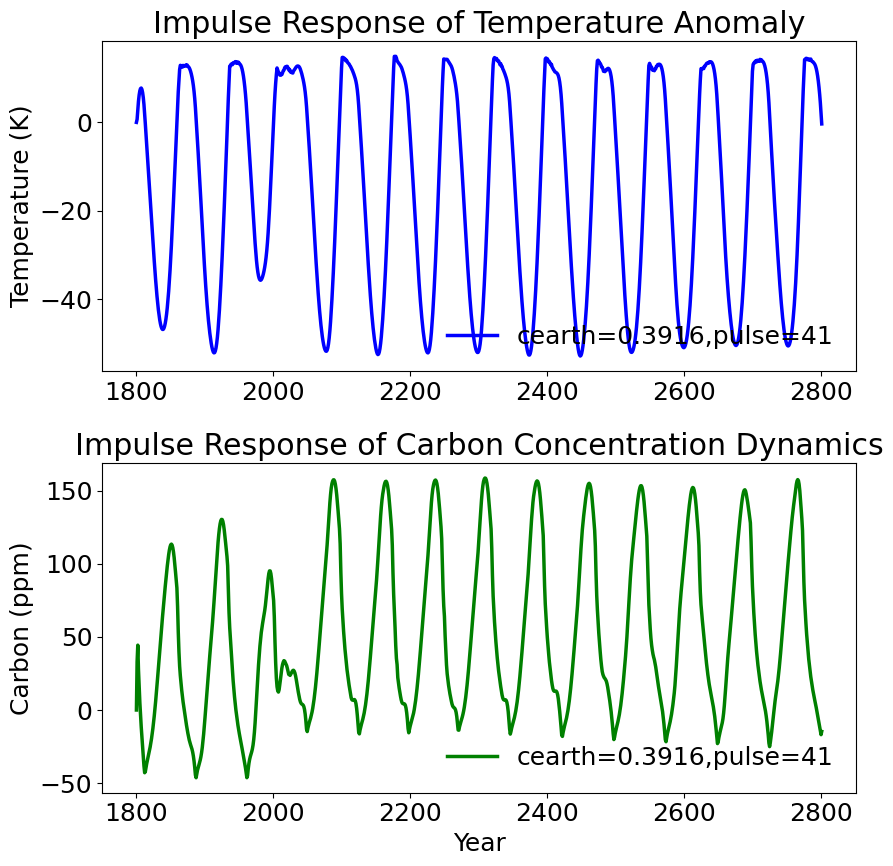 Impulse Response of Temperature Anomaly
Temperature (K)
0
−20
−40
cearth=0.3916,pulse=41
1800 2000 2200 2400 2600 2800
Impulse Response of Carbon Concentration Dynamics
Carbon (ppm)
150
100
50
0
−50
cearth=0.3916,pulse=41
1800 2000 2200 2400 2600 2800
Year